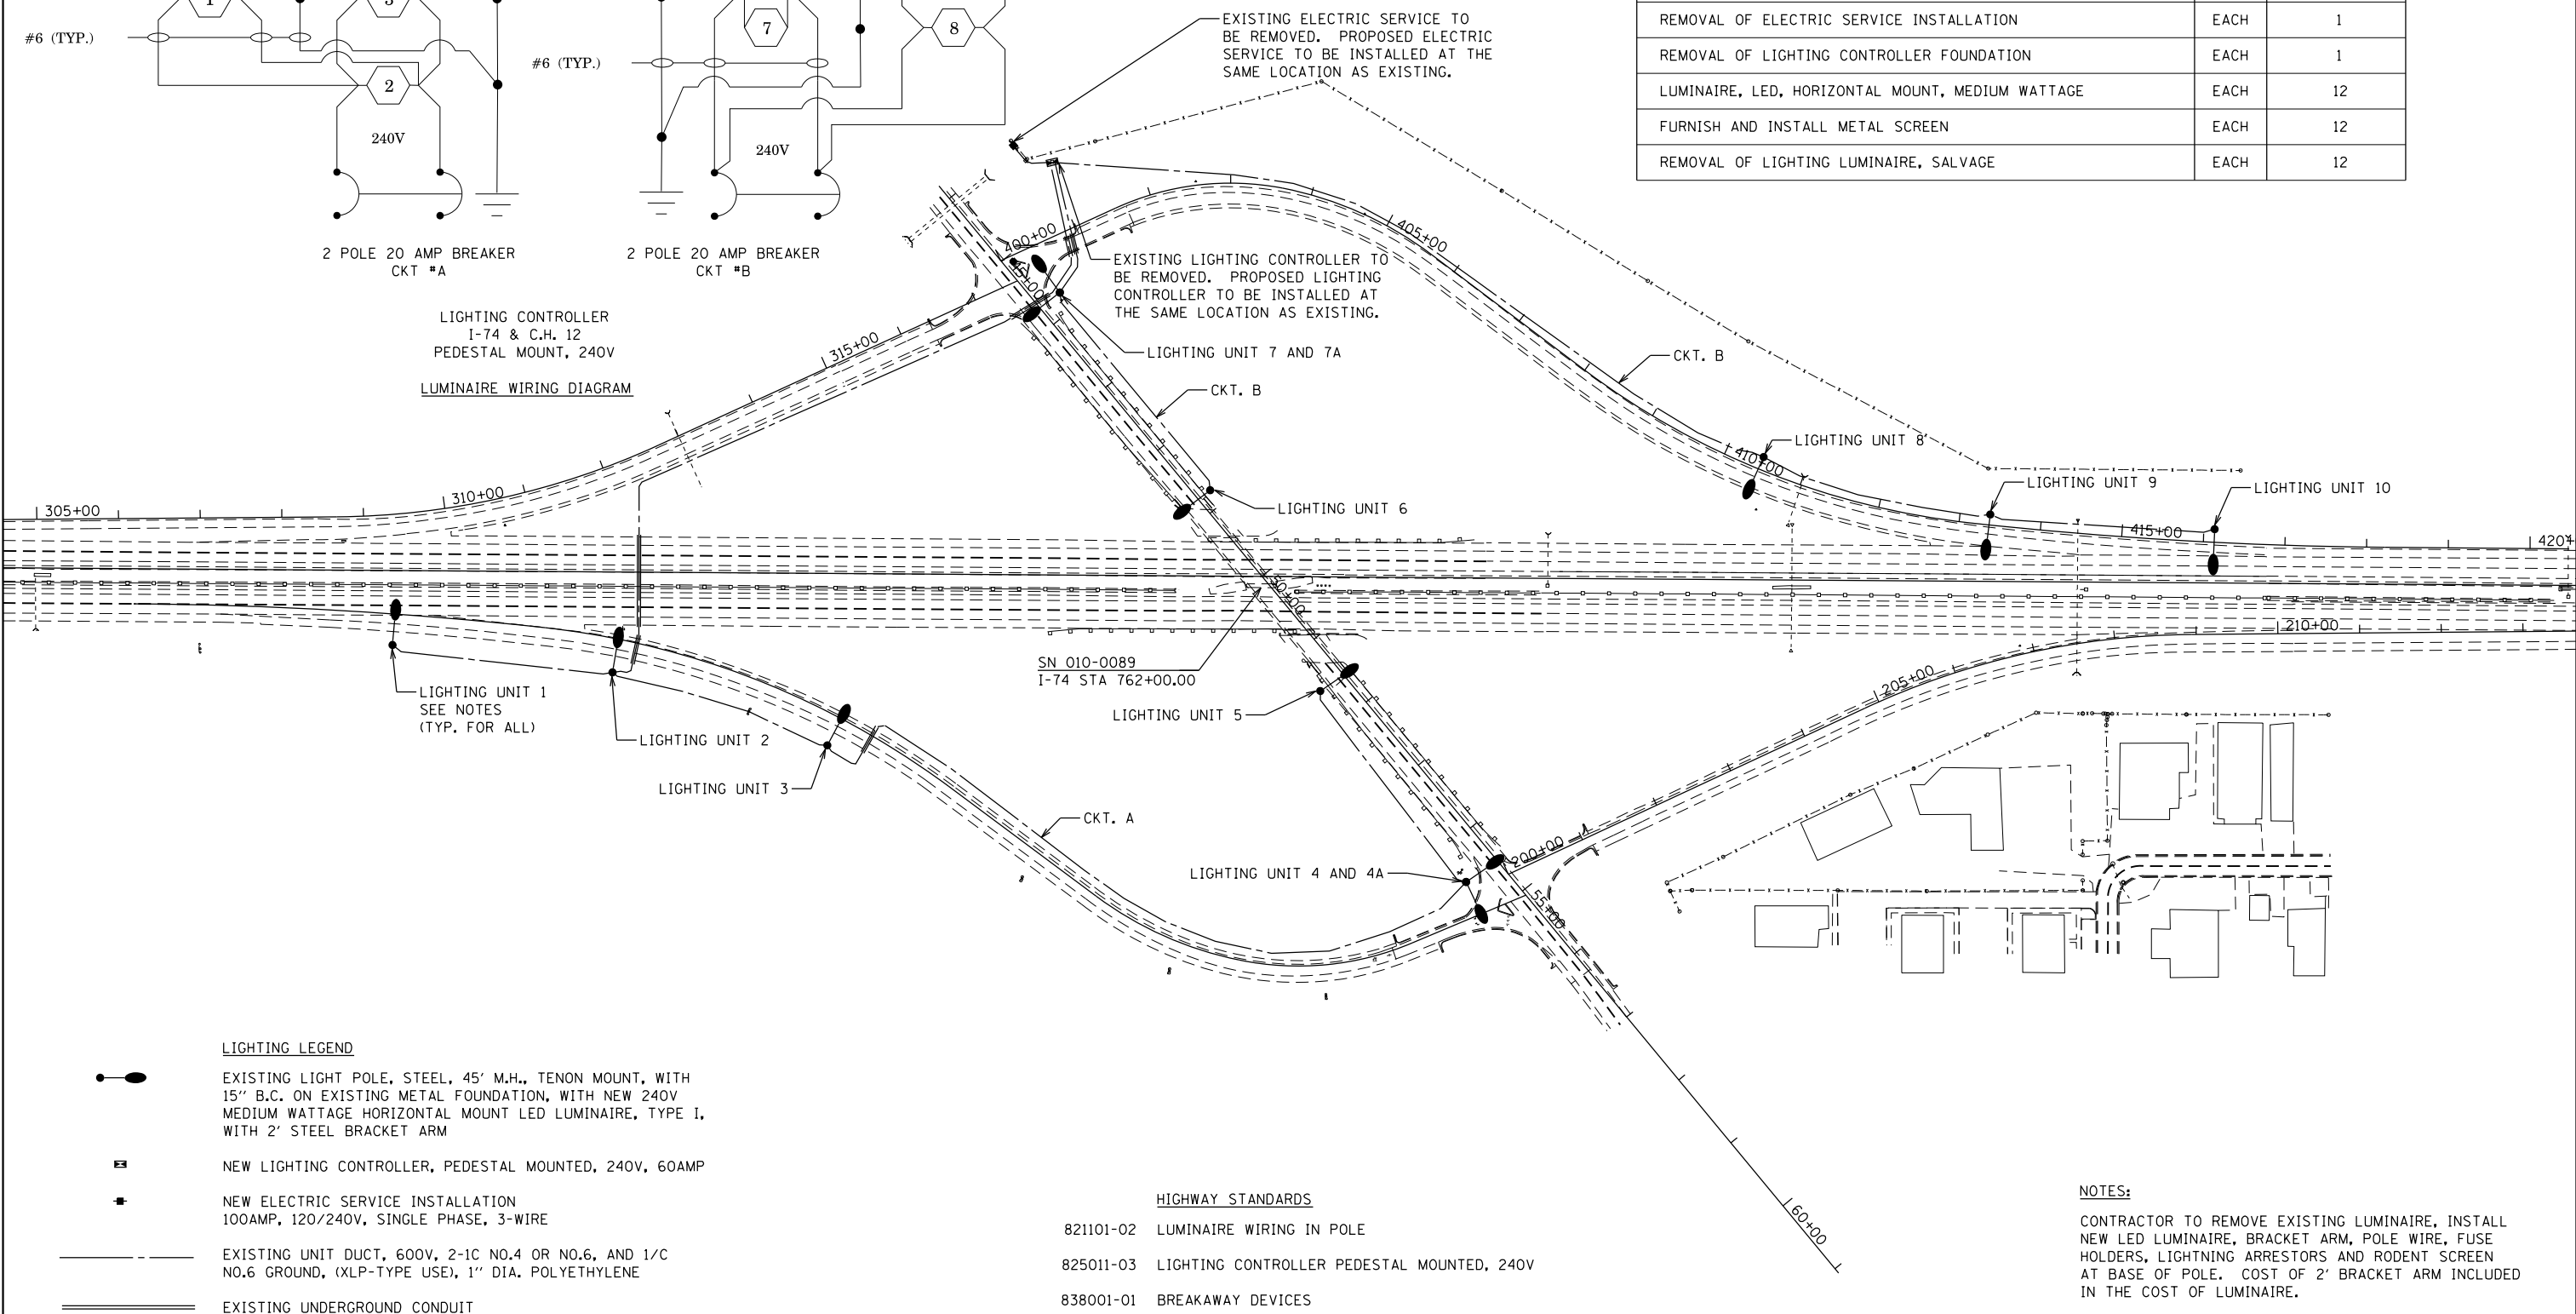 1
3
#6 (TYP.)
2
240V
2 POLE 20 AMP BREAKER
CKT #A
7
8
#6 (TYP.)
240V
2 POLE 20 AMP BREAKER
CKT #B
LIGHTING CONTROLLER
I-74 & C.H. 12
PEDESTAL MOUNT, 240V
LUMINAIRE WIRING DIAGRAM
EXISTING ELECTRIC SERVICE TO
BE REMOVED.  PROPOSED ELECTRIC
SERVICE TO BE INSTALLED AT THE
SAME LOCATION AS EXISTING.
REMOVAL OF ELECTRIC SERVICE INSTALLATION EACH 1
REMOVAL OF LIGHTING CONTROLLER FOUNDATION EACH 1
LUMINAIRE, LED, HORIZONTAL MOUNT, MEDIUM WATTAGE EACH 12
FURNISH AND INSTALL METAL SCREEN EACH 12
REMOVAL OF LIGHTING LUMINAIRE, SALVAGE EACH 12
400+00
405+00
45+00
EXISTING LIGHTING CONTROLLER TO
BE REMOVED.  PROPOSED LIGHTING
CONTROLLER TO BE INSTALLED AT
THE SAME LOCATION AS EXISTING.
315+00
LIGHTING UNIT 7 AND 7A
CKT. B
CKT. B
LIGHTING UNIT 8
410+00
LIGHTING UNIT 9
LIGHTING UNIT 10
310+00
305+00
LIGHTING UNIT 6
415+00
420+
50+00
210+00
SN 010-0089
I-74 STA 762+00.00
205+00
LIGHTING UNIT 1
SEE NOTES
(TYP. FOR ALL)
LIGHTING UNIT 5
LIGHTING UNIT 2
LIGHTING UNIT 3
CKT. A
200+00
LIGHTING UNIT 4 AND 4A
55+00
60+00
LIGHTING LEGEND
EXISTING LIGHT POLE, STEEL, 45' M.H., TENON MOUNT, WITH
15'' B.C. ON EXISTING METAL FOUNDATION, WITH NEW 240V
MEDIUM WATTAGE HORIZONTAL MOUNT LED LUMINAIRE, TYPE I,
WITH 2' STEEL BRACKET ARM
NEW LIGHTING CONTROLLER, PEDESTAL MOUNTED, 240V, 60AMP
NEW ELECTRIC SERVICE INSTALLATION
100AMP, 120/240V, SINGLE PHASE, 3-WIRE
EXISTING UNIT DUCT, 600V, 2-1C NO.4 OR NO.6, AND 1/C
NO.6 GROUND, (XLP-TYPE USE), 1'' DIA. POLYETHYLENE
EXISTING UNDERGROUND CONDUIT
HIGHWAY STANDARDS
821101-02 LUMINAIRE WIRING IN POLE
825011-03 LIGHTING CONTROLLER PEDESTAL MOUNTED, 240V
838001-01 BREAKAWAY DEVICES
NOTES:
CONTRACTOR TO REMOVE EXISTING LUMINAIRE, INSTALL
NEW LED LUMINAIRE, BRACKET ARM, POLE WIRE, FUSE
HOLDERS, LIGHTNING ARRESTORS AND RODENT SCREEN
AT BASE OF POLE.  COST OF 2' BRACKET ARM INCLUDED
IN THE COST OF LUMINAIRE.